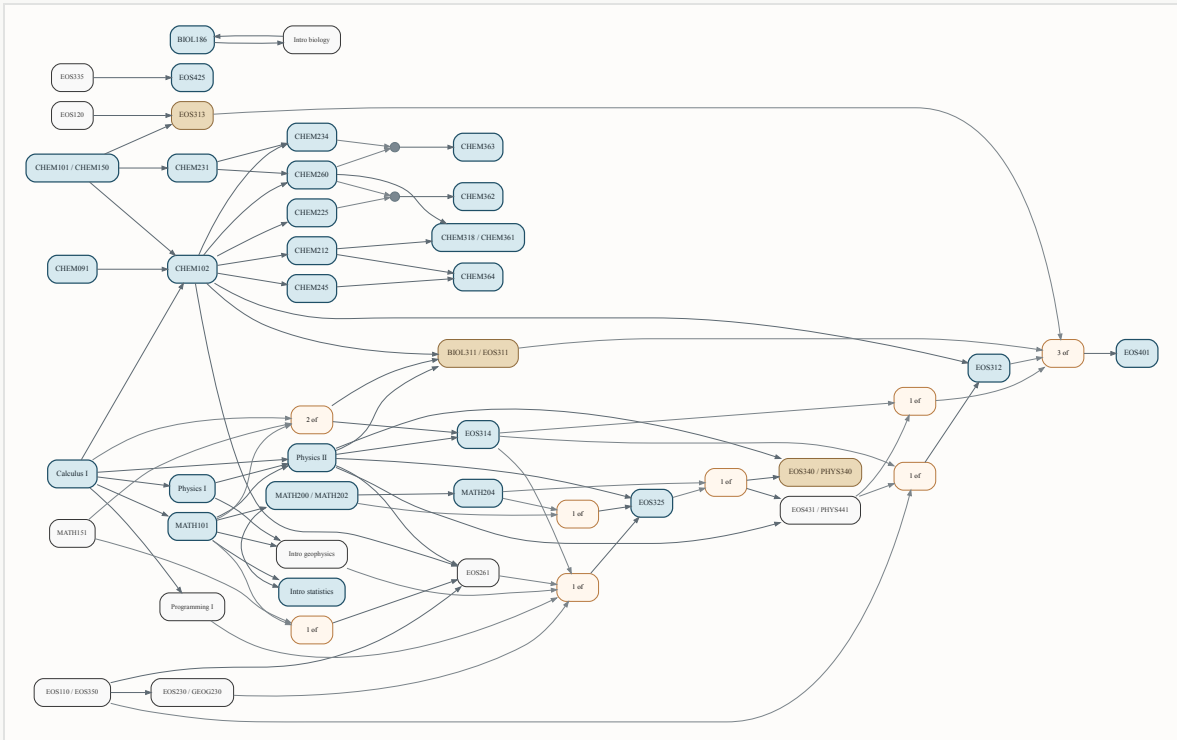 BIOL186
Intro biology
EOS335
EOS425
EOS120
EOS313
CHEM234
CHEM363
CHEM101 / CHEM150
CHEM231
CHEM260
CHEM362
CHEM225
CHEM318 / CHEM361
CHEM212
CHEM091
CHEM102
CHEM364
CHEM245
BIOL311 / EOS311
3 of
EOS401
EOS312
1 of
2 of
EOS314
Physics II
Calculus I
EOS340 / PHYS340
1 of
Physics I
1 of
MATH200 / MATH202
MATH204
EOS325
EOS431 / PHYS441
1 of
MATH151
MATH101
Intro geophysics
EOS261
1 of
Intro statistics
Programming I
1 of
EOS110 / EOS350
EOS230 / GEOG230